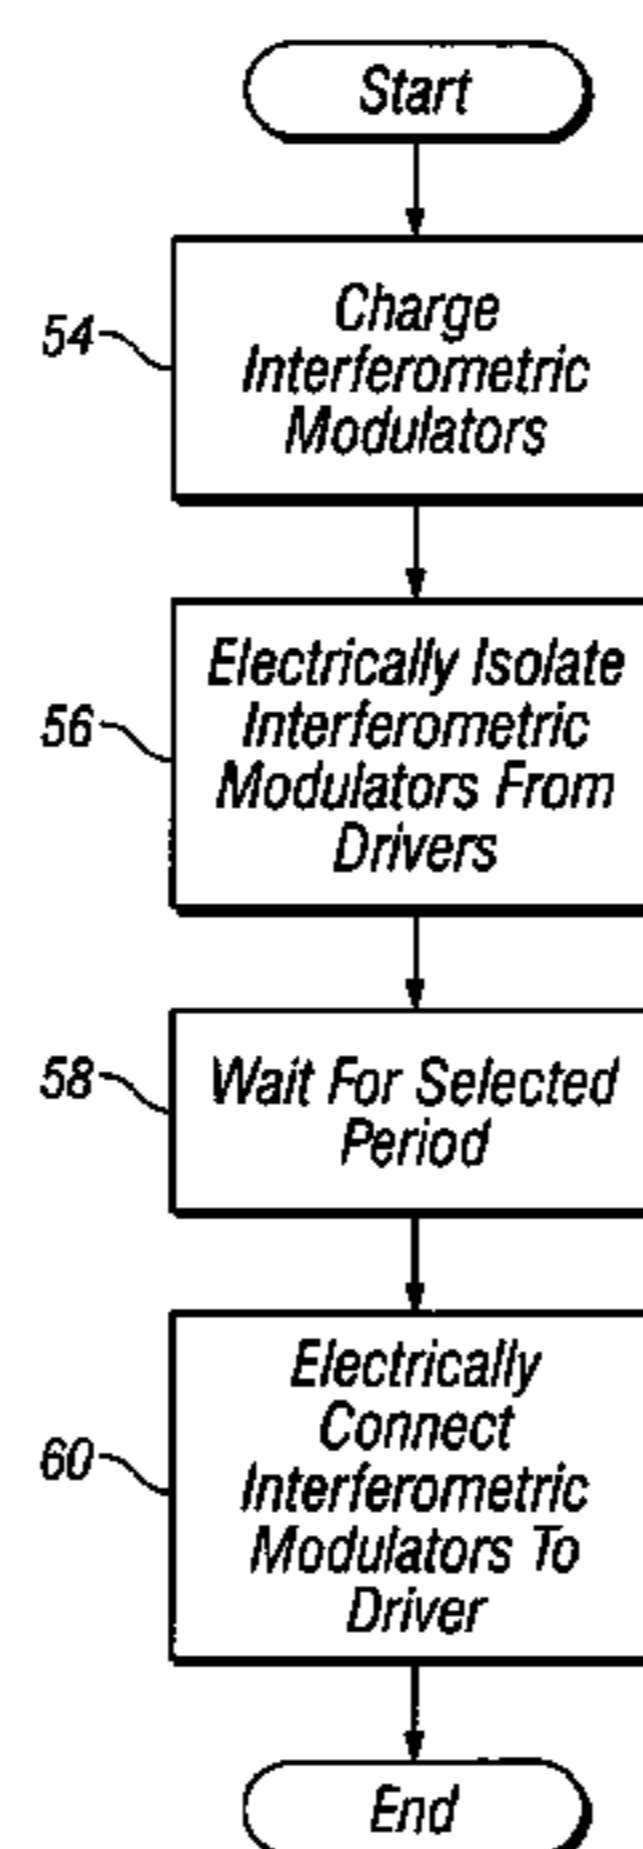 Start
54
Charge
Interferometric
Modulators
56
Electrically Isolate
Interferometric
Modulators From
Drivers
58
Wait For Selected
Period
60
Electrically
Connect
Interferometric
Modulators To
Driver
End